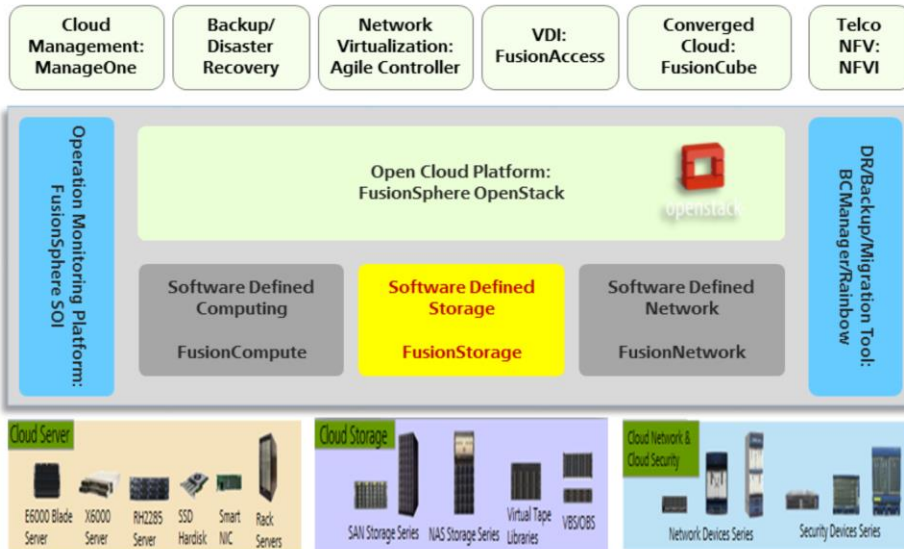 Cloud
Management:
ManageOne
Backup/
Disaster
Recovery
Network
Virtualization:
Agile Controller
VDI:
FusionAccess
Converged
Cloud:
FusionCube
Telco
NFV:
NFVI
Operation Monitoring Platform:
FusionSphere SOI
Open Cloud Platform:
FusionSphere OpenStack
openstack
Software Defined
Computing
FusionCompute
Software Defined
Storage
FusionStorage
Software Defined
Network
FusionNetwork
DR/Backup/Migration Tool:
BCManager/Rainbow
Cloud Server
E6000 Blade
Server
X6000
Server
RH2285
Server
SSD
Hardisk
Smart
NIC
Rack
Servers
Cloud Storage
SAN Storage Series
NAS Storage Series
Virtual Tape
Libraries
VBS/OBS
Cloud Network &
Cloud Security
Network Devices Series
Security Devices Series